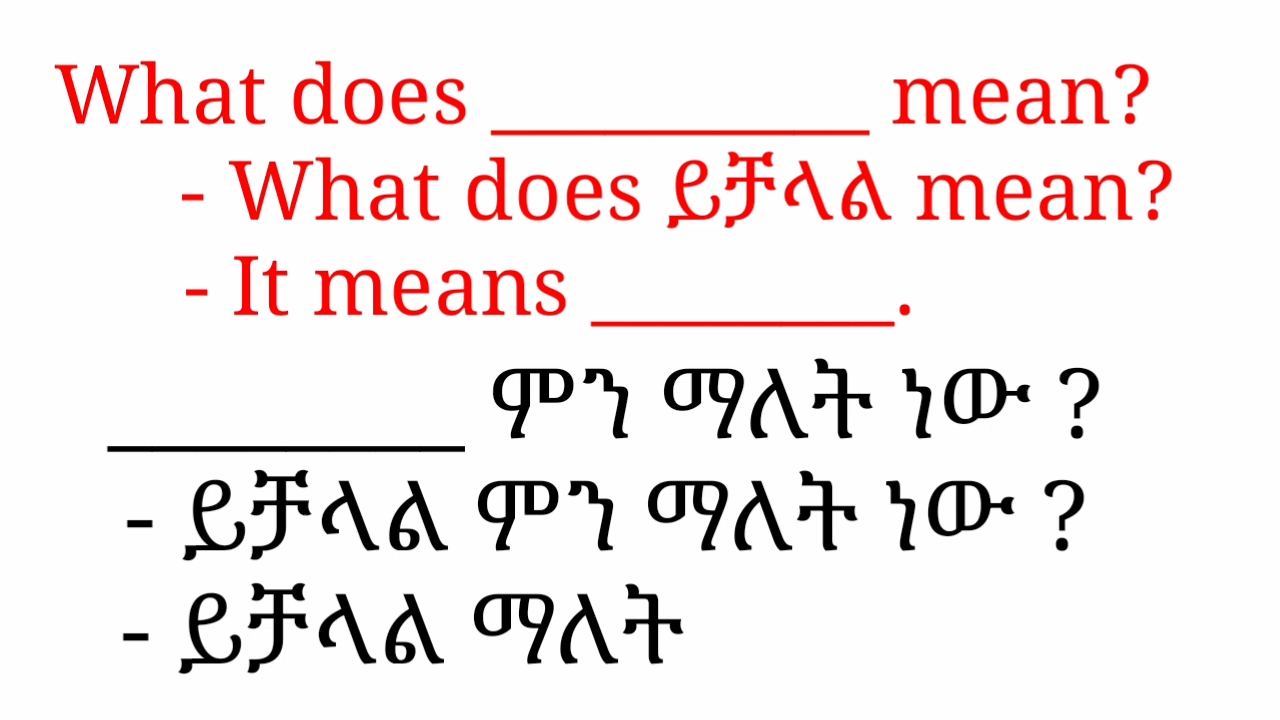 What does __________ mean?
- What does ይቻላል mean?
- It means ________.
________ ምን ማለት ነው ?
- ይቻላል ምን ማለት ነው ?
- ይቻላል ማለት